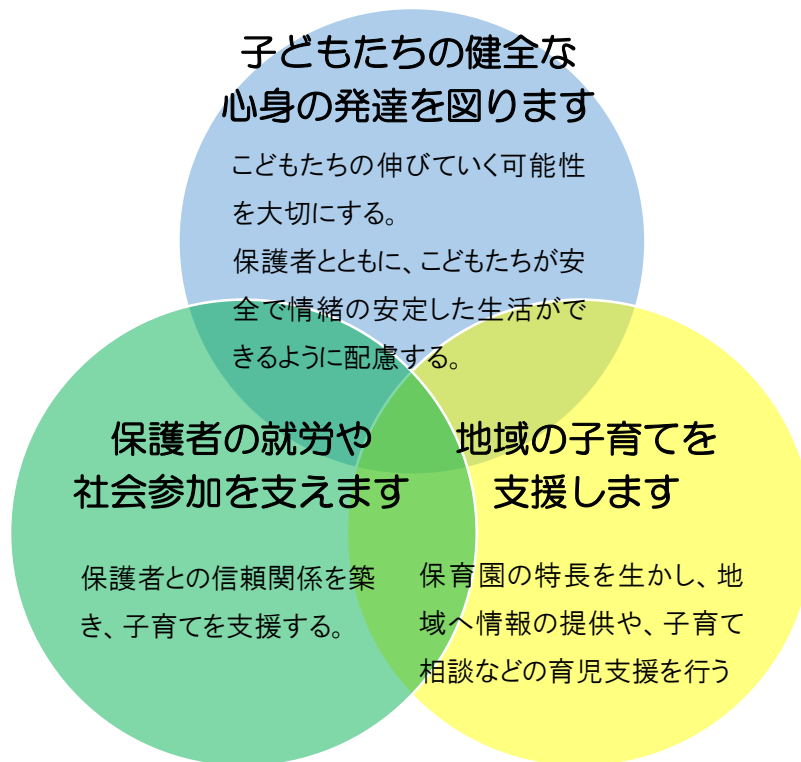 子どもたちの健全な
心身の発達を図ります
こどもたちの伸びていく可能性
を大切にする。
保護者とともに、こどもたちが安
全で情緒の安定した生活がで
きるように配慮する。
保護者の就労や
社会参加を支えます
保護者との信頼関係を築
き、子育てを支援する。
地域の子育てを
支援します
保育園の特長を生かし、地
域へ情報の提供や、子育て
相談などの育児支援を行う